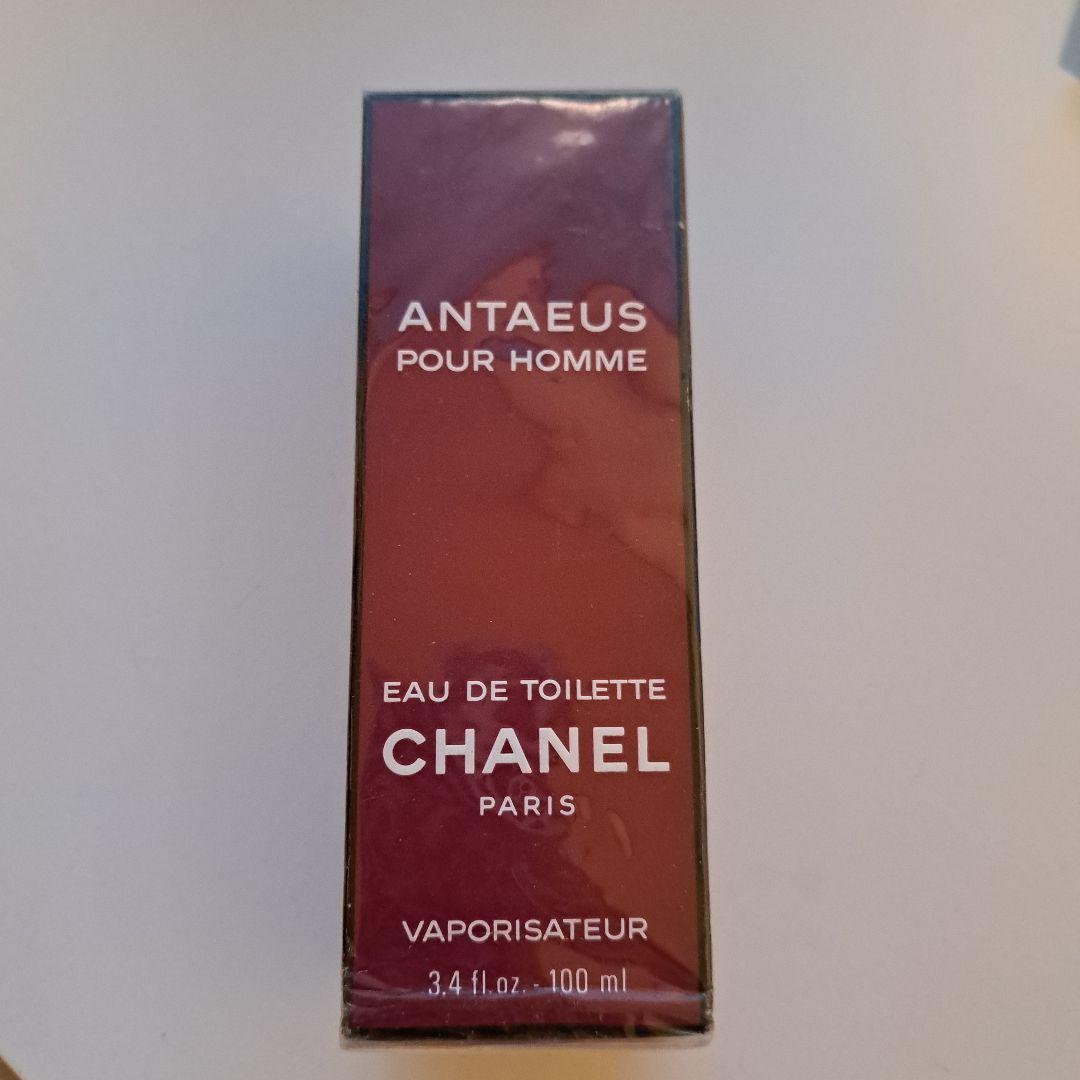 ANTAEUS
POUR HOMME
EAU DE TOILETTE
CHANEL
PARIS
VAPORISATEUR
3.4 fl.oz. - 100 ml